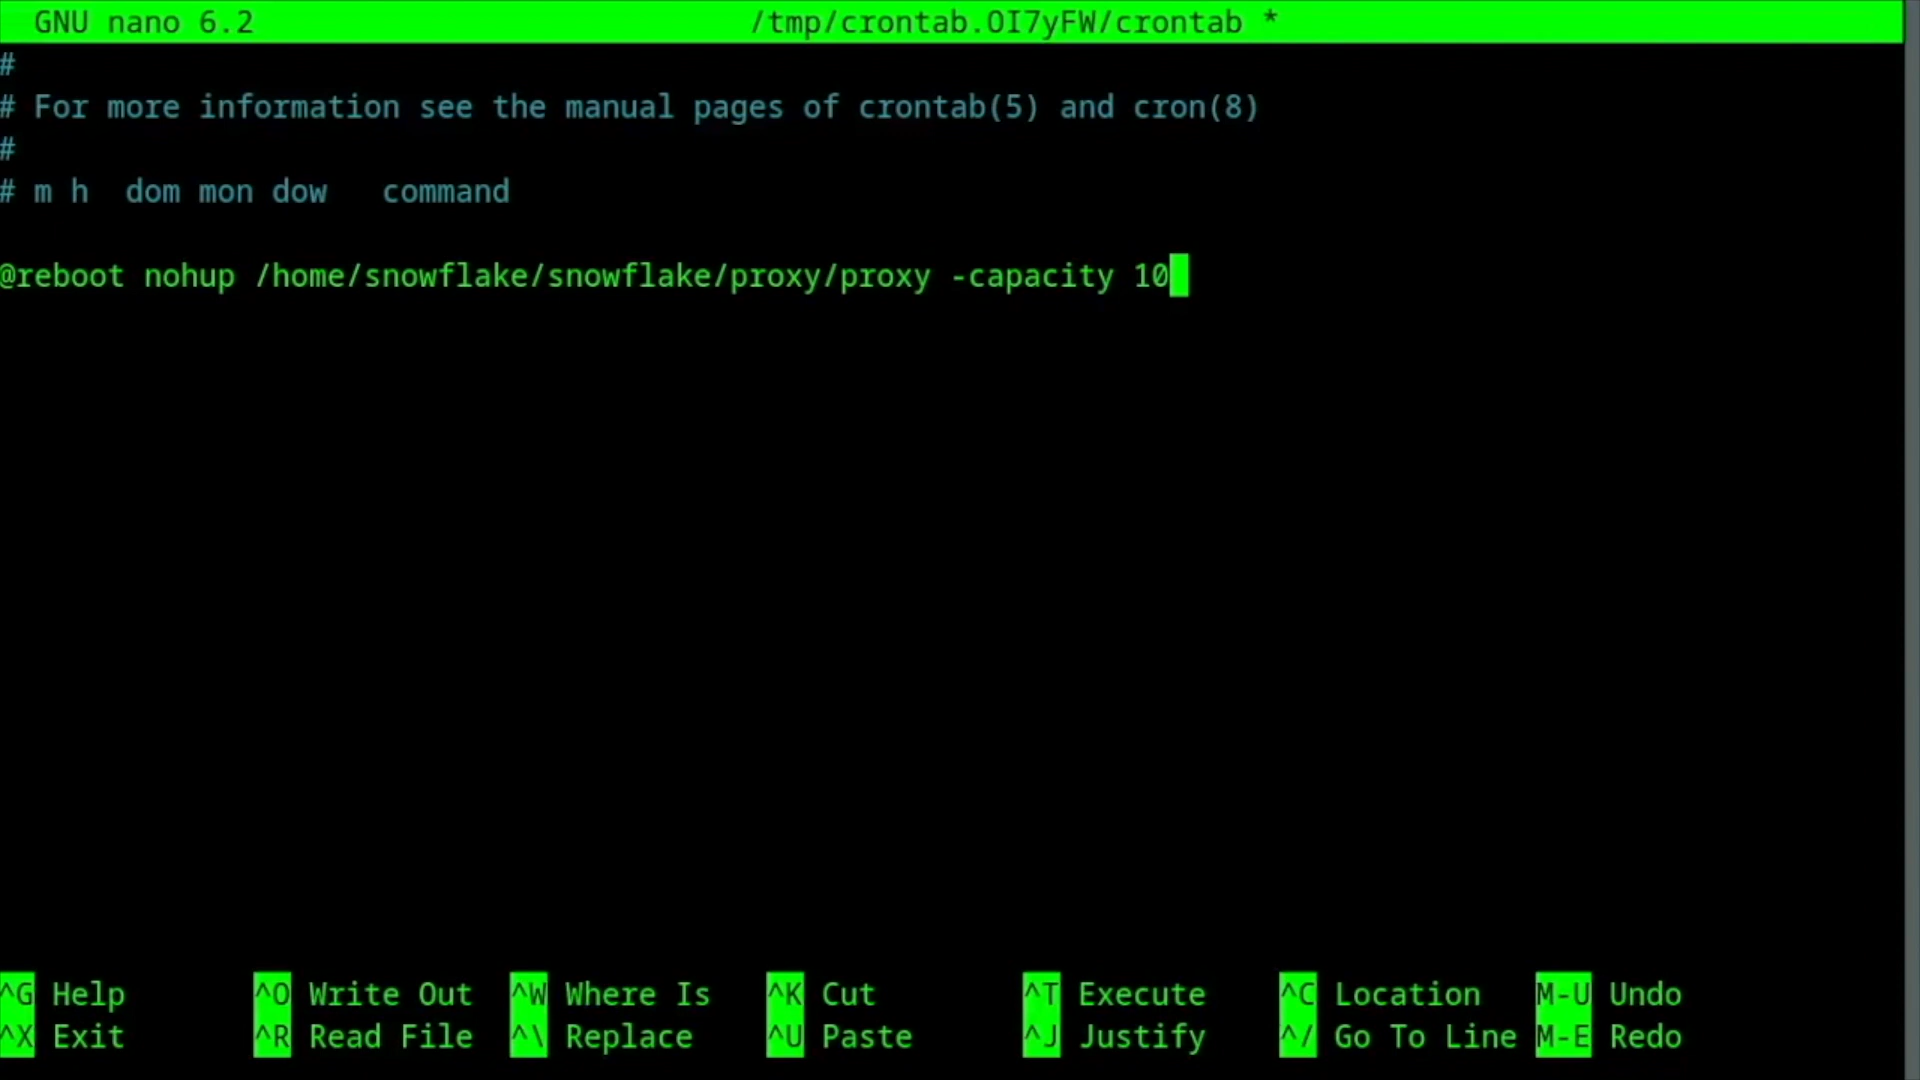 GNU nano 6.2 /tmp/crontab.OI7yFW/crontab *
#
# For more information see the manual pages of crontab(5) and cron(8)
#
# m h  dom mon dow   command
@reboot nohup /home/snowflake/snowflake/proxy/proxy -capacity 10
^G Help ^O Write Out ^W Where Is ^K Cut ^T Execute ^C Location M-U Undo
^X Exit ^R Read File ^\ Replace ^U Paste ^J Justify ^/ Go To Line M-E Redo